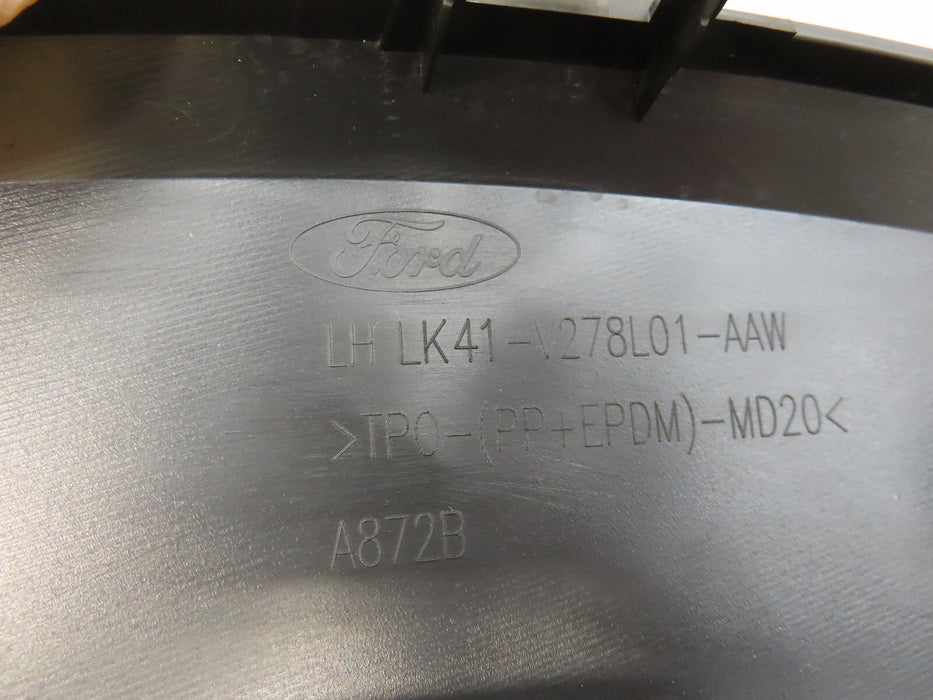 Ford
LH LK41-V278L01-AAW
>TPO-(PP+EPDM)-MD20<
A872B